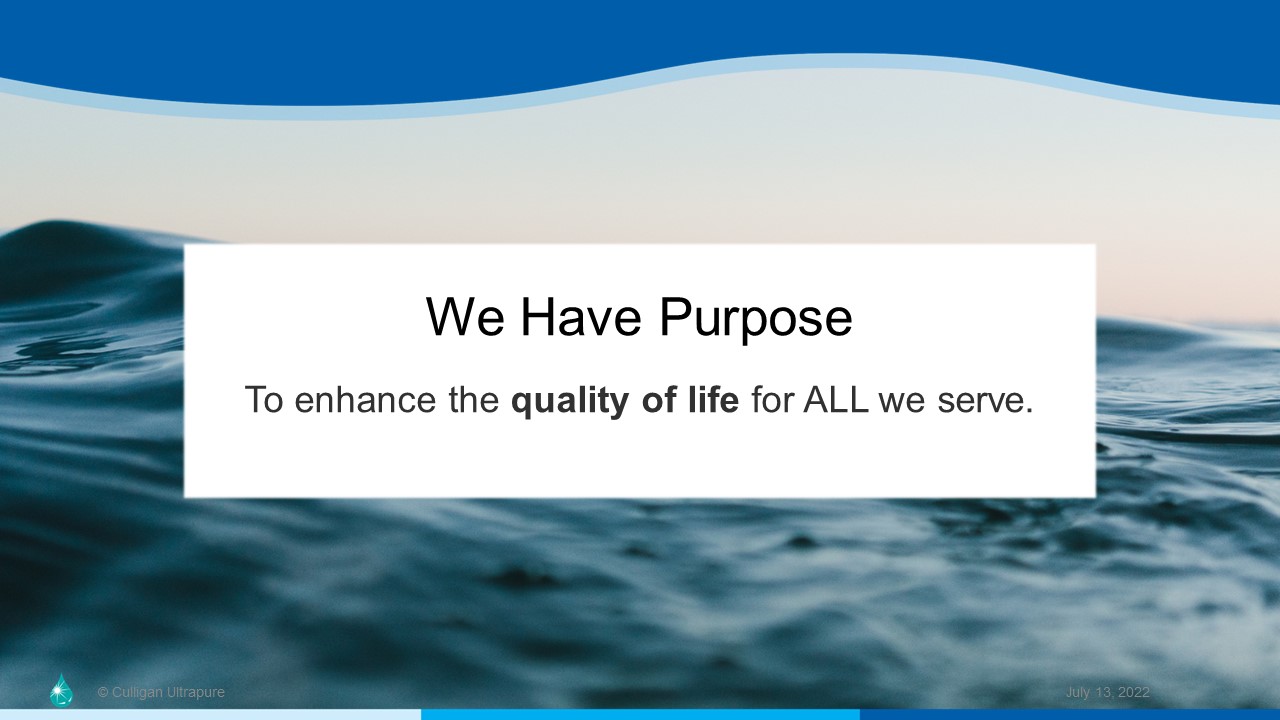 We Have Purpose
To enhance the quality of life for ALL we serve.
© Culligan Ultrapure
July 13, 2022